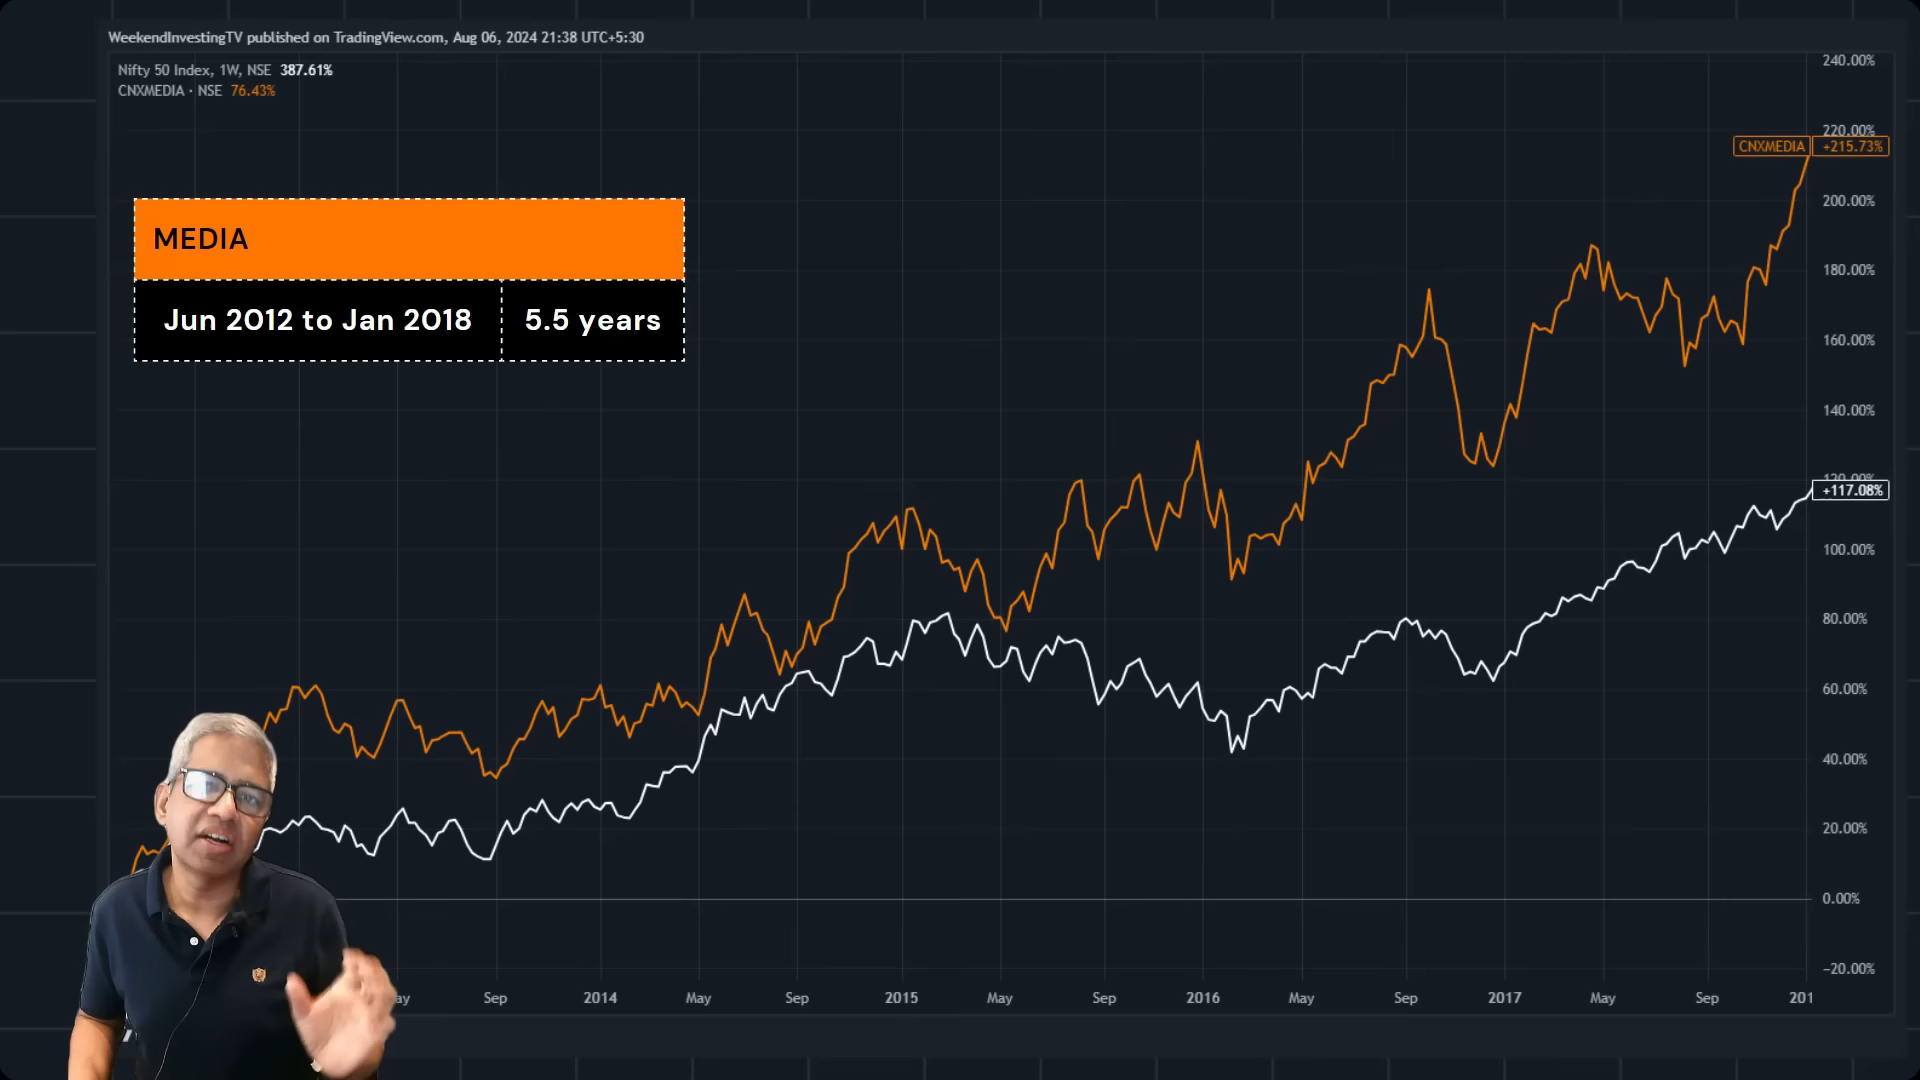 WeekendInvestingTV published on TradingView.com, Aug 06, 2024 21:38 UTC+5:30
Nifty 50 Index, 1W, NSE 387.61%
CNXMEDIA · NSE 76.43%
240.00%
220.00%
CNXMEDIA +215.73%
200.00%
MEDIA
180.00%
Jun 2012 to Jan 2018 5.5 years
160.00%
140.00%
120.00%
+117.08%
100.00%
80.00%
60.00%
40.00%
20.00%
0.00%
−20.00%
ay Sep 2014 May Sep 2015 May Sep 2016 May Sep 2017 May Sep 201